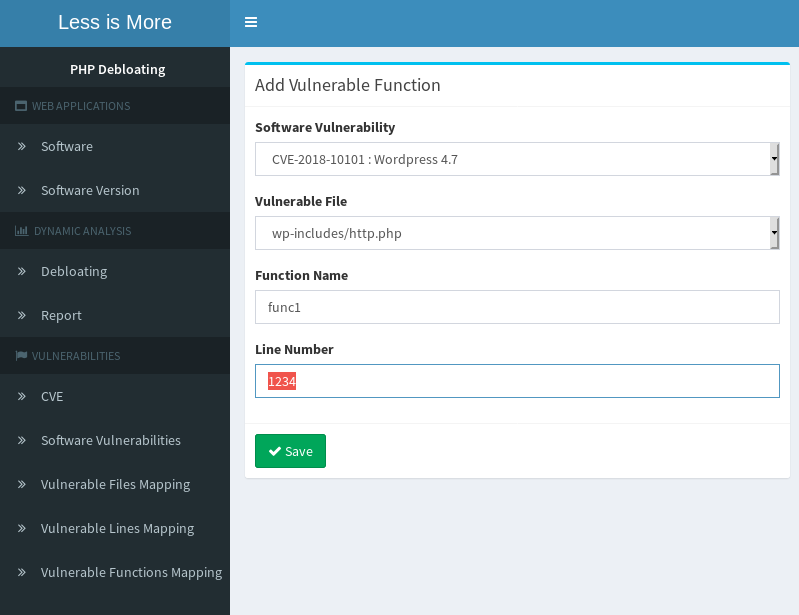 Less is More
PHP Debloating
WEB APPLICATIONS
Software
Software Version
DYNAMIC ANALYSIS
Debloating
Report
VULNERABILITIES
CVE
Software Vulnerabilities
Vulnerable Files Mapping
Vulnerable Lines Mapping
Vulnerable Functions Mapping
Add Vulnerable Function
Software Vulnerability
CVE-2018-10101 : Wordpress 4.7
Vulnerable File
wp-includes/http.php
Function Name
func1
Line Number
1234
Save